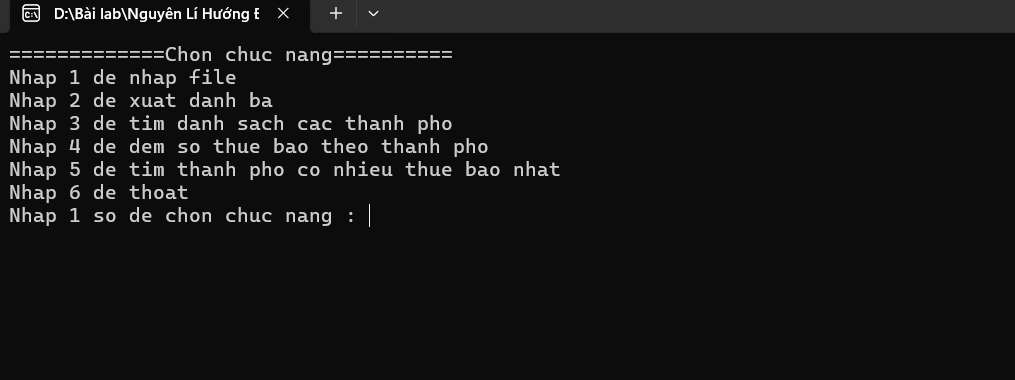 D:\Bài lab\Nguyên Lí Hướng Đ
=============Chon chuc nang==========
Nhap 1 de nhap file
Nhap 2 de xuat danh ba
Nhap 3 de tim danh sach cac thanh pho
Nhap 4 de dem so thue bao theo thanh pho
Nhap 5 de tim thanh pho co nhieu thue bao nhat
Nhap 6 de thoat
Nhap 1 so de chon chuc nang :